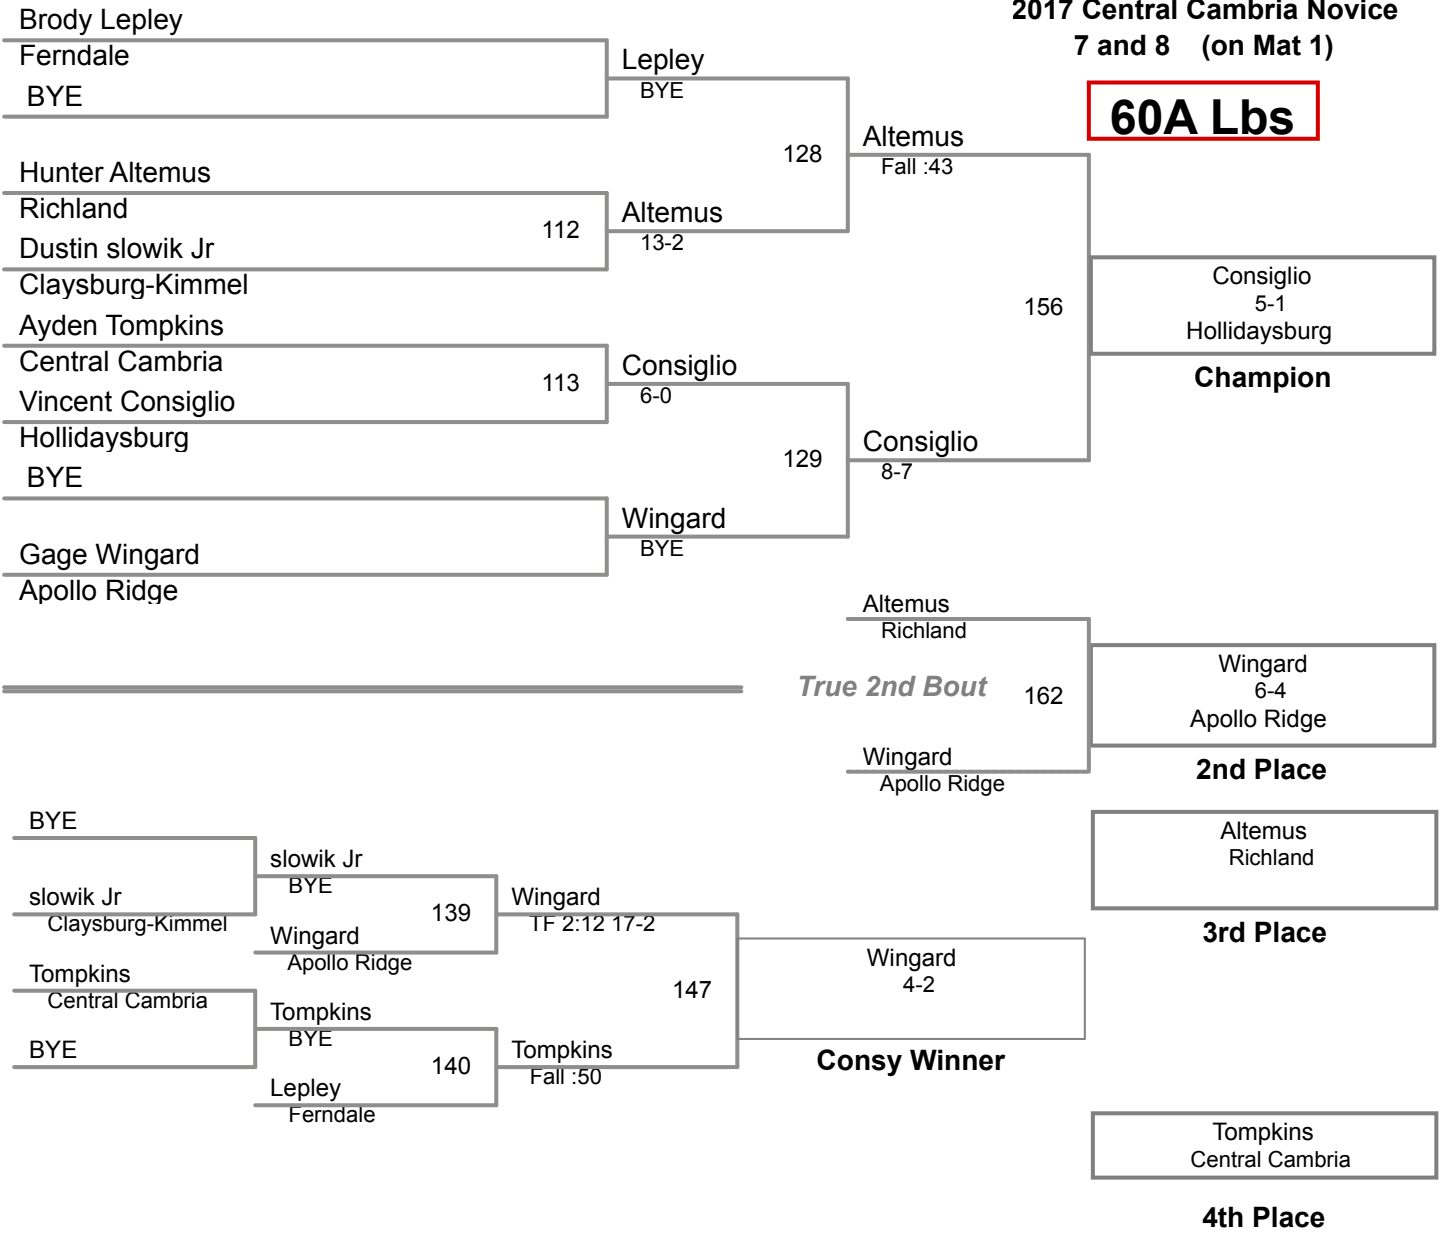 2017 Central Cambria Novice
7 and 8 (on Mat 1)
60A Lbs
Brody Lepley
Ferndale
BYE
Hunter Altemus
Richland
Dustin slowik Jr
Claysburg-Kimmel
Ayden Tompkins
Central Cambria
Vincent Consiglio
Hollidaysburg
BYE
Gage Wingard
Apollo Ridge
112
113
Lepley
BYE
Altemus
13-2
Consiglio
6-0
Wingard
BYE
128
129
Altemus
Fall :43
Consiglio
8-7
156
Consiglio
5-1
Hollidaysburg
Champion
Altemus
Richland
True 2nd Bout
162
Wingard
Apollo Ridge
Wingard
6-4
Apollo Ridge
2nd Place
BYE
slowik Jr
Claysburg-Kimmel
Tompkins
Central Cambria
BYE
slowik Jr
BYE
139
Wingard
Apollo Ridge
Tompkins
BYE
140
Lepley
Ferndale
Wingard
TF 2:12 17-2
147
Tompkins
Fall :50
Wingard
4-2
Consy Winner
Altemus
Richland
3rd Place
Tompkins
Central Cambria
4th Place